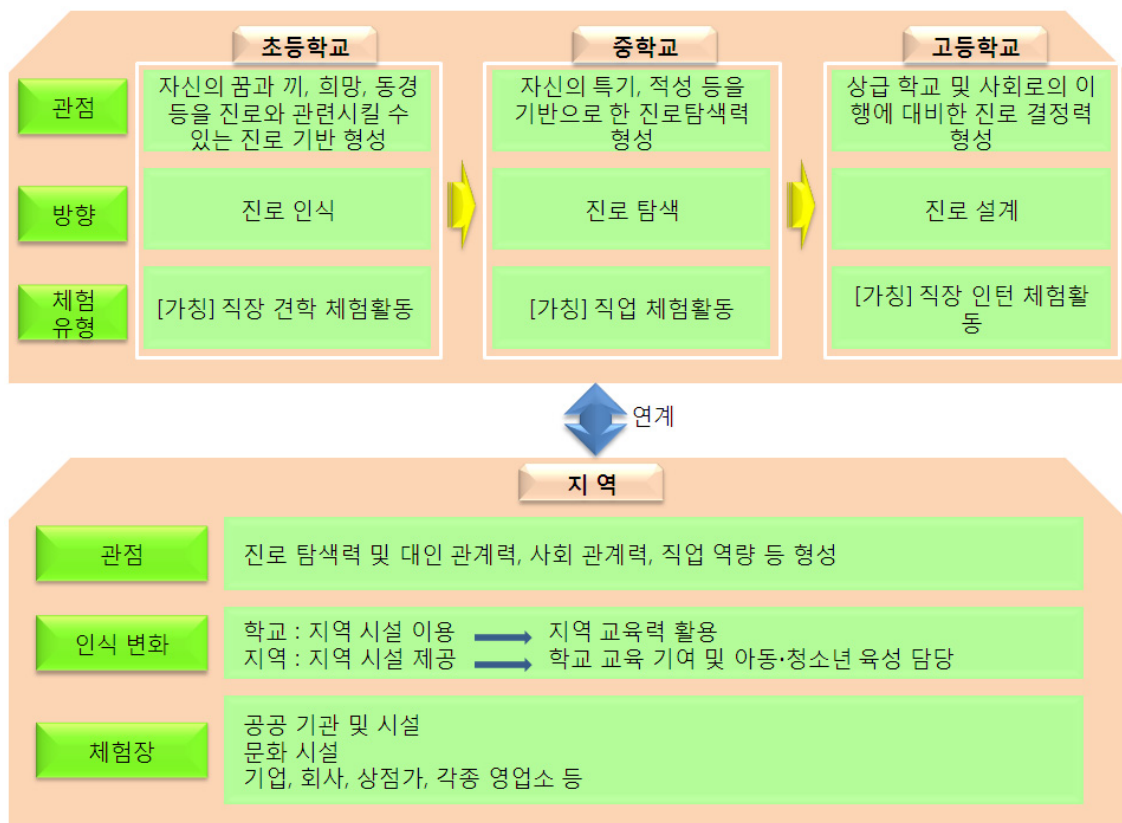 초등학교
중학교
고등학교
관점
자신의 꿈과 끼, 희망, 동경
등을 진로와 관련시킬 수
있는 진로 기반 형성
자신의 특기, 적성 등을
기반으로 한 진로탐색력
형성
상급 학교 및 사회로의 이
행에 대비한 진로 결정력
형성
방향
진로 인식
진로 탐색
진로 설계
체험
유형
[가칭] 직장 견학 체험활동
[가칭] 직업 체험활동
[가칭] 직장 인턴 체험활
동
연계
지 역
관점
진로 탐색력 및 대인 관계력, 사회 관계력, 직업 역량 등 형성
인식 변화
학교 : 지역 시설 이용 지역 교육력 활용
지역 : 지역 시설 제공 학교 교육 기여 및 아동·청소년 육성 담당
체험장
공공 기관 및 시설
문화 시설
기업, 회사, 상점가, 각종 영업소 등